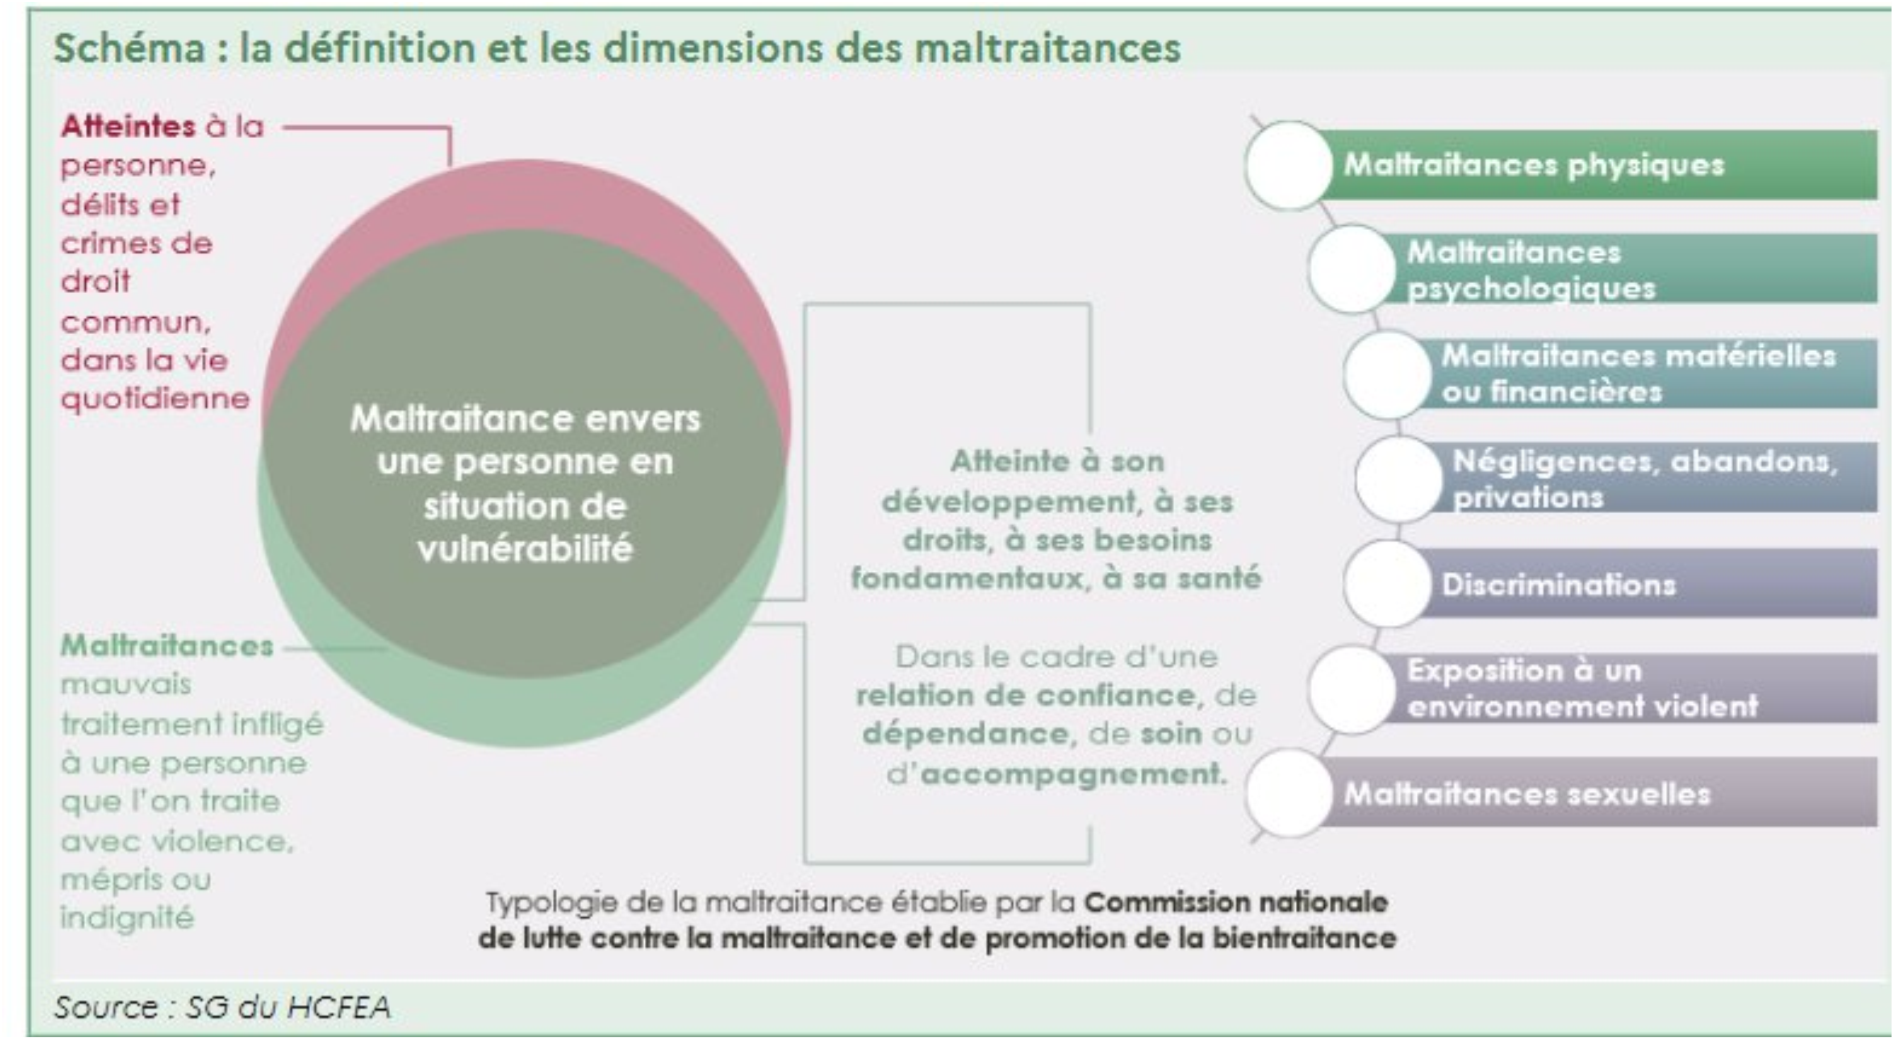 Schéma : la définition et les dimensions des maltraitances
Atteintes à la
personne,
délits et
crimes de
droit
commun,
dans la vie
quotidienne
Maltraitance envers
une personne en
situation de
vulnérabilité
Maltraitances
mauvais
traitement infligé
à une personne
que l'on traite
avec violence,
mépris ou
indignité
Atteinte à son
développement, à ses
droits, à ses besoins
fondamentaux, à sa santé
Dans le cadre d'une
relation de confiance, de
dépendance, de soin ou
d'accompagnement.
Maltraitances physiques
Maltraitances
psychologiques
Maltraitances matérielles
ou financières
Négligences, abandons,
privations
Discriminations
Exposition à un
environnement violent
Maltraitances sexuelles
Typologie de la maltraitance établie par la Commission nationale
de lutte contre la maltraitance et de promotion de la bientraitance
Source : SG du HCFEA